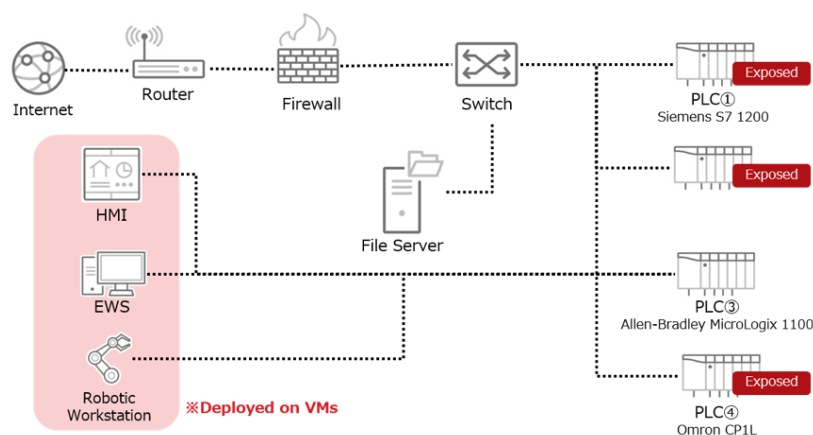 Internet
Router
Firewall
Switch
Exposed
PLC①
Siemens S7 1200
Exposed
HMI
File Server
EWS
PLC③
Allen-Bradley MicroLogix 1100
Robotic
Workstation
※Deployed on VMs
Exposed
PLC④
Omron CP1L